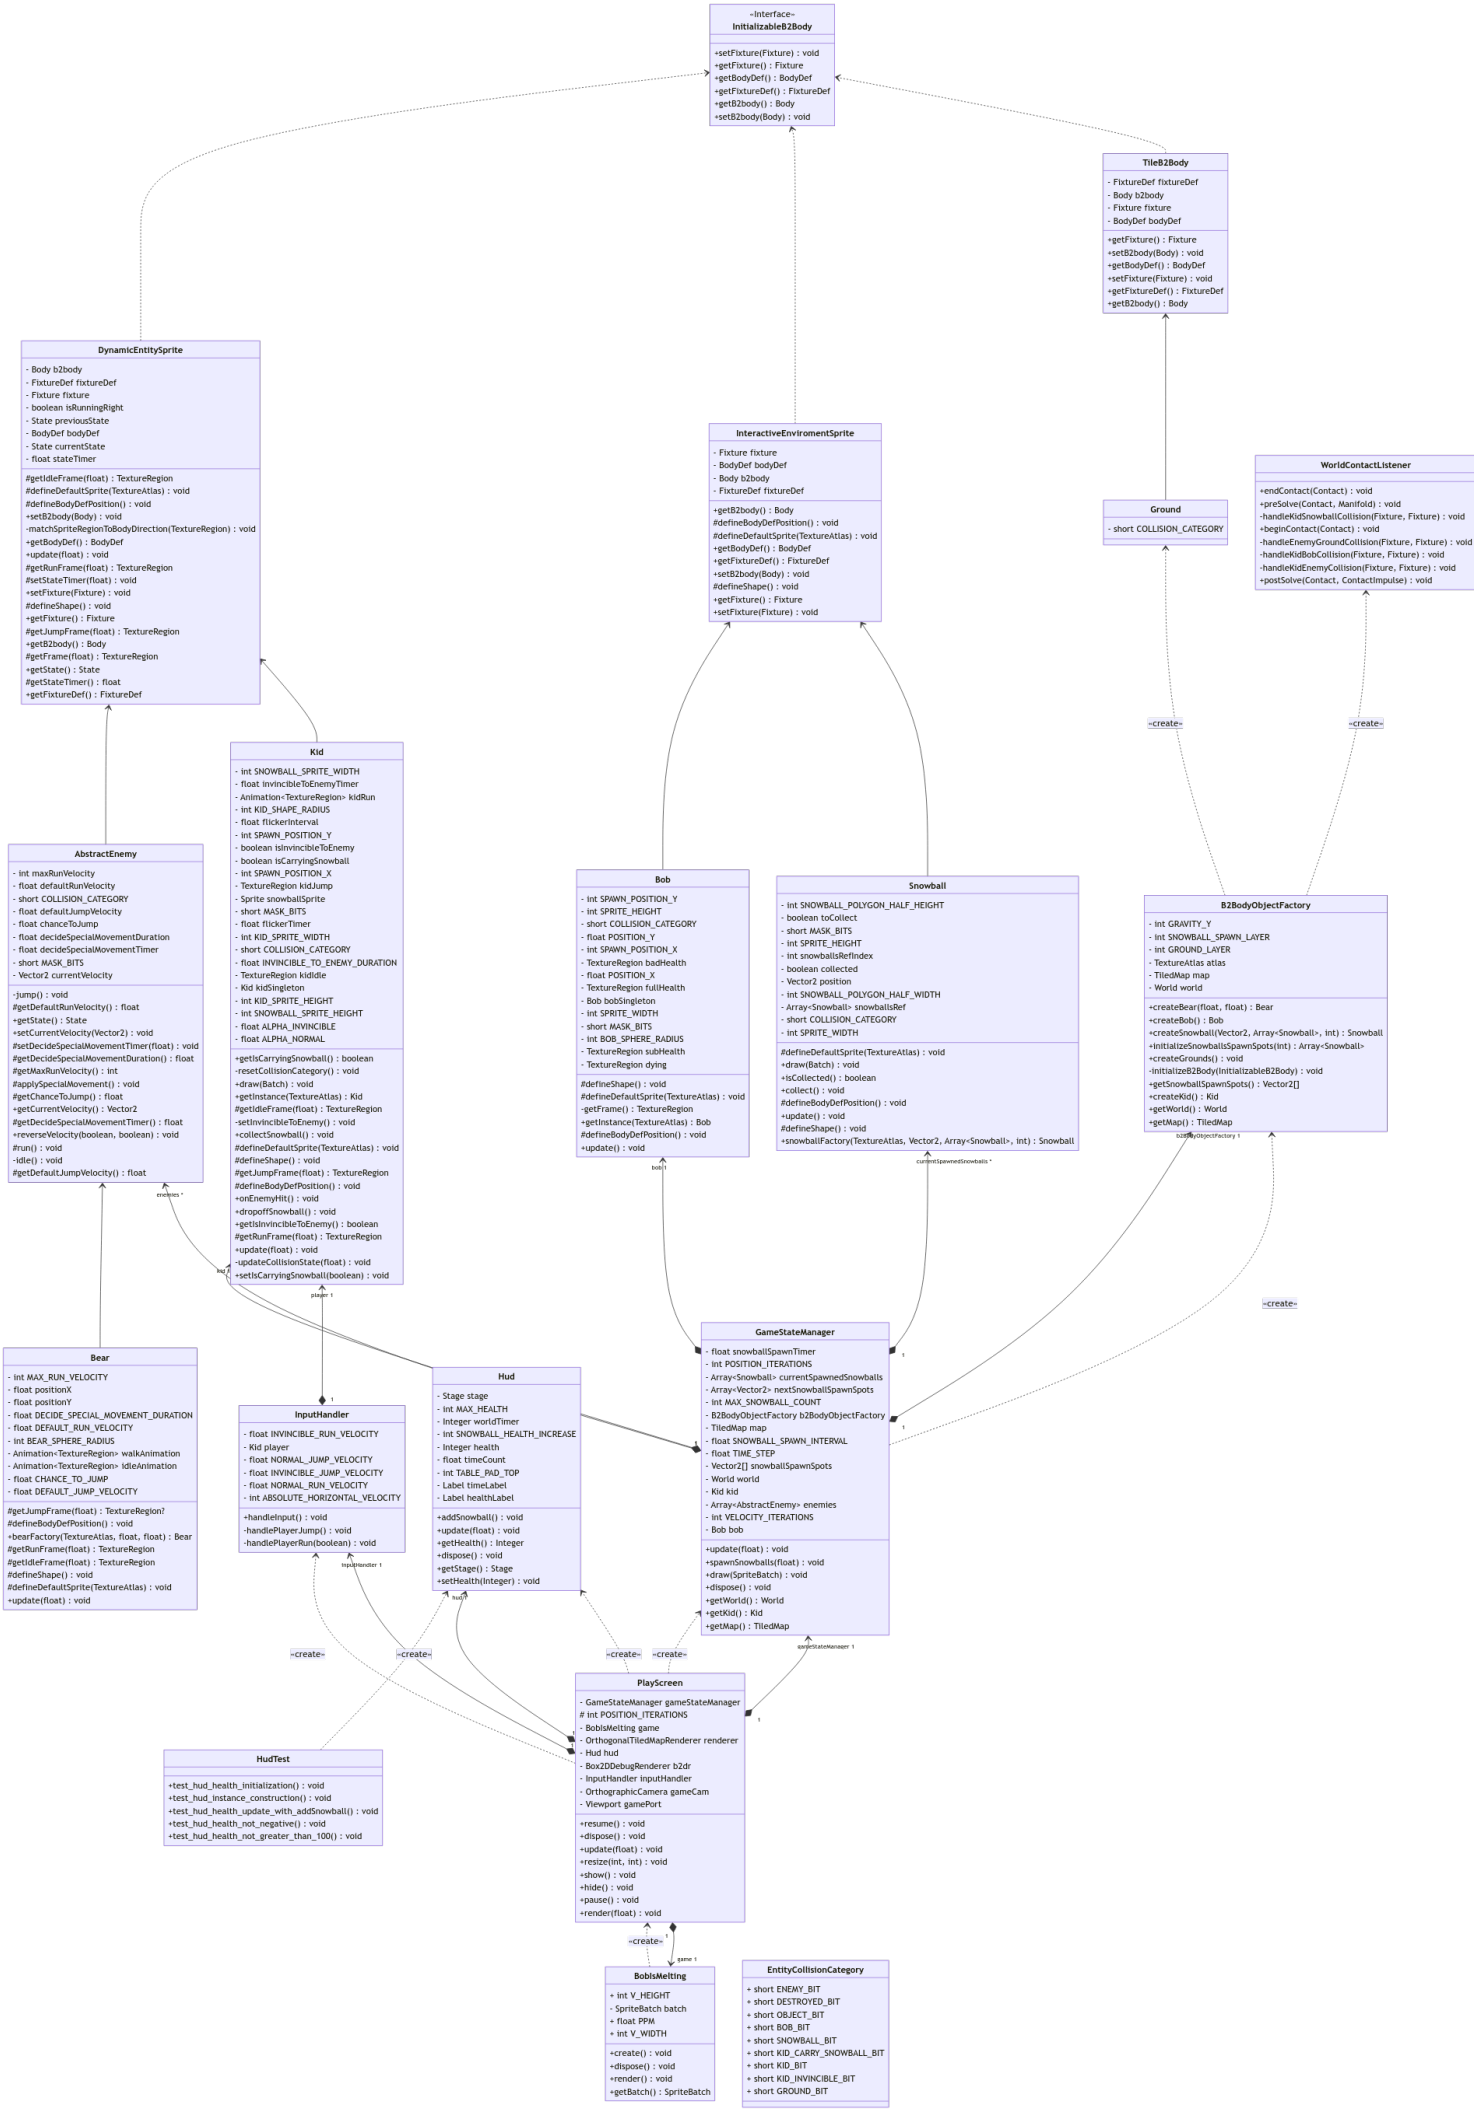 <<Interface>>
InitializableB2Body
+setFixture(Fixture) : void
+getFixture() : Fixture
+getBodyDef() : BodyDef
+getFixtureDef() : FixtureDef
+getB2body() : Body
+setB2body(Body) : void
TileB2Body
- FixtureDef fixtureDef
- Body b2body
- Fixture fixture
- BodyDef bodyDef
+getFixture() : Fixture
+setB2body(Body) : void
+getBodyDef() : BodyDef
+setFixture(Fixture) : void
+getFixtureDef() : FixtureDef
+getB2body() : Body
DynamicEntitySprite
- Body b2body
- FixtureDef fixtureDef
- Fixture fixture
- boolean isRunningRight
- State previousState
- BodyDef bodyDef
- State currentState
- float stateTimer
#getIdleFrame(float) : TextureRegion
#defineDefaultSprite(TextureAtlas) : void
#defineBodyDefPosition() : void
+setB2body(Body) : void
-matchSpriteRegionToBodyDirection(TextureRegion) : void
+getBodyDef() : BodyDef
+update(float) : void
#getRunFrame(float) : TextureRegion
#setStateTimer(float) : void
+setFixture(Fixture) : void
#defineShape() : void
+getFixture() : Fixture
#getJumpFrame(float) : TextureRegion
+getB2body() : Body
#getFrame(float) : TextureRegion
+getState() : State
#getStateTimer() : float
+getFixtureDef() : FixtureDef
InteractiveEnviromentSprite
- Fixture fixture
- BodyDef bodyDef
- Body b2body
- FixtureDef fixtureDef
+getB2body() : Body
#defineBodyDefPosition() : void
#defineDefaultSprite(TextureAtlas) : void
+getBodyDef() : BodyDef
+getFixtureDef() : FixtureDef
+setB2body(Body) : void
#defineShape() : void
+getFixture() : Fixture
+setFixture(Fixture) : void
Ground
- short COLLISION_CATEGORY
WorldContactListener
+endContact(Contact) : void
+preSolve(Contact, Manifold) : void
-handleKidSnowballCollision(Fixture, Fixture) : void
+beginContact(Contact) : void
-handleEnemyGroundCollision(Fixture, Fixture) : void
-handleKidBobCollision(Fixture, Fixture) : void
-handleKidEnemyCollision(Fixture, Fixture) : void
+postSolve(Contact, ContactImpulse) : void
<<create>>
<<create>>
Kid
- int SNOWBALL_SPRITE_WIDTH
- float invincibleToEnemyTimer
- Animation<TextureRegion> kidRun
- int KID_SHAPE_RADIUS
- float flickerInterval
- int SPAWN_POSITION_Y
- boolean isInvincibleToEnemy
- boolean isCarryingSnowball
- int SPAWN_POSITION_X
- TextureRegion kidJump
- Sprite snowballSprite
- short MASK_BITS
- float flickerTimer
- int KID_SPRITE_WIDTH
- short COLLISION_CATEGORY
- float INVINCIBLE_TO_ENEMY_DURATION
- TextureRegion kidIdle
- Kid kidSingleton
- int KID_SPRITE_HEIGHT
- int SNOWBALL_SPRITE_HEIGHT
- float ALPHA_INVINCIBLE
- float ALPHA_NORMAL
+getIsCarryingSnowball() : boolean
-resetCollisionCategory() : void
+draw(Batch) : void
+getInstance(TextureAtlas) : Kid
#getIdleFrame(float) : TextureRegion
-setInvincibleToEnemy() : void
+collectSnowball() : void
#defineDefaultSprite(TextureAtlas) : void
#defineShape() : void
#getJumpFrame(float) : TextureRegion
#defineBodyDefPosition() : void
+onEnemyHit() : void
+dropoffSnowball() : void
+getIsInvincibleToEnemy() : boolean
#getRunFrame(float) : TextureRegion
+update(float) : void
-updateCollisionState(float) : void
+setIsCarryingSnowball(boolean) : void
AbstractEnemy
- int maxRunVelocity
- float defaultRunVelocity
- short COLLISION_CATEGORY
- float defaultJumpVelocity
- float chanceToJump
- float decideSpecialMovementDuration
- float decideSpecialMovementTimer
- short MASK_BITS
- Vector2 currentVelocity
-jump() : void
#getDefaultRunVelocity() : float
+getState() : State
+setCurrentVelocity(Vector2) : void
#setDecideSpecialMovementTimer(float) : void
#getDecideSpecialMovementDuration() : float
#getMaxRunVelocity() : int
#applySpecialMovement() : void
#getChanceToJump() : float
+getCurrentVelocity() : Vector2
#getDecideSpecialMovementTimer() : float
+reverseVelocity(boolean, boolean) : void
#run() : void
-idle() : void
#getDefaultJumpVelocity() : float
Bob
- int SPAWN_POSITION_Y
- int SPRITE_HEIGHT
- short COLLISION_CATEGORY
- float POSITION_Y
- int SPAWN_POSITION_X
- TextureRegion badHealth
- float POSITION_X
- TextureRegion fullHealth
- Bob bobSingleton
- int SPRITE_WIDTH
- short MASK_BITS
- int BOB_SPHERE_RADIUS
- TextureRegion subHealth
- TextureRegion dying
#defineShape() : void
#defineDefaultSprite(TextureAtlas) : void
-getFrame() : TextureRegion
+getInstance(TextureAtlas) : Bob
#defineBodyDefPosition() : void
+update() : void
Snowball
- int SNOWBALL_POLYGON_HALF_HEIGHT
- boolean toCollect
- short MASK_BITS
- int SPRITE_HEIGHT
- int snowballsRefIndex
- boolean collected
- Vector2 position
- int SNOWBALL_POLYGON_HALF_WIDTH
- Array<Snowball> snowballsRef
- short COLLISION_CATEGORY
- int SPRITE_WIDTH
#defineDefaultSprite(TextureAtlas) : void
+draw(Batch) : void
+isCollected() : boolean
+collect() : void
#defineBodyDefPosition() : void
+update() : void
#defineShape() : void
+snowballFactory(TextureAtlas, Vector2, Array<Snowball>, int) : Snowball
B2BodyObjectFactory
- int GRAVITY_Y
- int SNOWBALL_SPAWN_LAYER
- int GROUND_LAYER
- TextureAtlas atlas
- TiledMap map
- World world
+createBear(float, float) : Bear
+createBob() : Bob
+createSnowball(Vector2, Array<Snowball>, int) : Snowball
+initializeSnowballsSpawnSpots(int) : Array<Snowball>
+createGrounds() : void
-initializeB2Body(InitializableB2Body) : void
+getSnowballSpawnSpots() : Vector2[]
+createKid() : Kid
+getWorld() : World
+getMap() : TiledMap
b2BodyObjectFactory 1
bob 1
currentSpawnedSnowballs *
enemies *
kid 1
player 1
<<create>>
Bear
- int MAX_RUN_VELOCITY
- float positionX
- float positionY
- float DECIDE_SPECIAL_MOVEMENT_DURATION
- float DEFAULT_RUN_VELOCITY
- int BEAR_SPHERE_RADIUS
- Animation<TextureRegion> walkAnimation
- Animation<TextureRegion> idleAnimation
- float CHANCE_TO_JUMP
- float DEFAULT_JUMP_VELOCITY
#getJumpFrame(float) : TextureRegion?
#defineBodyDefPosition() : void
+bearFactory(TextureAtlas, float, float) : Bear
#getRunFrame(float) : TextureRegion
#getIdleFrame(float) : TextureRegion
#defineShape() : void
#defineDefaultSprite(TextureAtlas) : void
+update(float) : void
1
InputHandler
- float INVINCIBLE_RUN_VELOCITY
- Kid player
- float NORMAL_JUMP_VELOCITY
- float INVINCIBLE_JUMP_VELOCITY
- float NORMAL_RUN_VELOCITY
- int ABSOLUTE_HORIZONTAL_VELOCITY
+handleInput() : void
-handlePlayerJump() : void
-handlePlayerRun(boolean) : void
Hud
- Stage stage
- int MAX_HEALTH
- Integer worldTimer
- int SNOWBALL_HEALTH_INCREASE
- Integer health
- float timeCount
- int TABLE_PAD_TOP
- Label timeLabel
- Label healthLabel
+addSnowball() : void
+update(float) : void
+getHealth() : Integer
+dispose() : void
+getStage() : Stage
+setHealth(Integer) : void
GameStateManager
- float snowballSpawnTimer
- int POSITION_ITERATIONS
- Array<Snowball> currentSpawnedSnowballs
- Array<Vector2> nextSnowballSpawnSpots
- int MAX_SNOWBALL_COUNT
- B2BodyObjectFactory b2BodyObjectFactory
- TiledMap map
- float SNOWBALL_SPAWN_INTERVAL
- float TIME_STEP
- Vector2[] snowballSpawnSpots
- World world
- Kid kid
- Array<AbstractEnemy> enemies
- int VELOCITY_ITERATIONS
- Bob bob
+update(float) : void
+spawnSnowballs(float) : void
+draw(SpriteBatch) : void
+dispose() : void
+getWorld() : World
+getKid() : Kid
+getMap() : TiledMap
1
1
1
inputHandler 1
hud 1
gameStateManager 1
<<create>>
<<create>>
<<create>>
<<create>>
PlayScreen
- GameStateManager gameStateManager
# int POSITION_ITERATIONS
- BobIsMelting game
- OrthogonalTiledMapRenderer renderer
- Hud hud
- Box2DDebugRenderer b2dr
- InputHandler inputHandler
- OrthographicCamera gameCam
- Viewport gamePort
+resume() : void
+dispose() : void
+update(float) : void
+resize(int, int) : void
+show() : void
+hide() : void
+pause() : void
+render(float) : void
1
1
1
HudTest
+test_hud_health_initialization() : void
+test_hud_instance_construction() : void
+test_hud_health_update_with_addSnowball() : void
+test_hud_health_not_negative() : void
+test_hud_health_not_greater_than_100() : void
1
<<create>>
game 1
BobIsMelting
+ int V_HEIGHT
- SpriteBatch batch
+ float PPM
+ int V_WIDTH
+create() : void
+dispose() : void
+render() : void
+getBatch() : SpriteBatch
EntityCollisionCategory
+ short ENEMY_BIT
+ short DESTROYED_BIT
+ short OBJECT_BIT
+ short BOB_BIT
+ short SNOWBALL_BIT
+ short KID_CARRY_SNOWBALL_BIT
+ short KID_BIT
+ short KID_INVINCIBLE_BIT
+ short GROUND_BIT